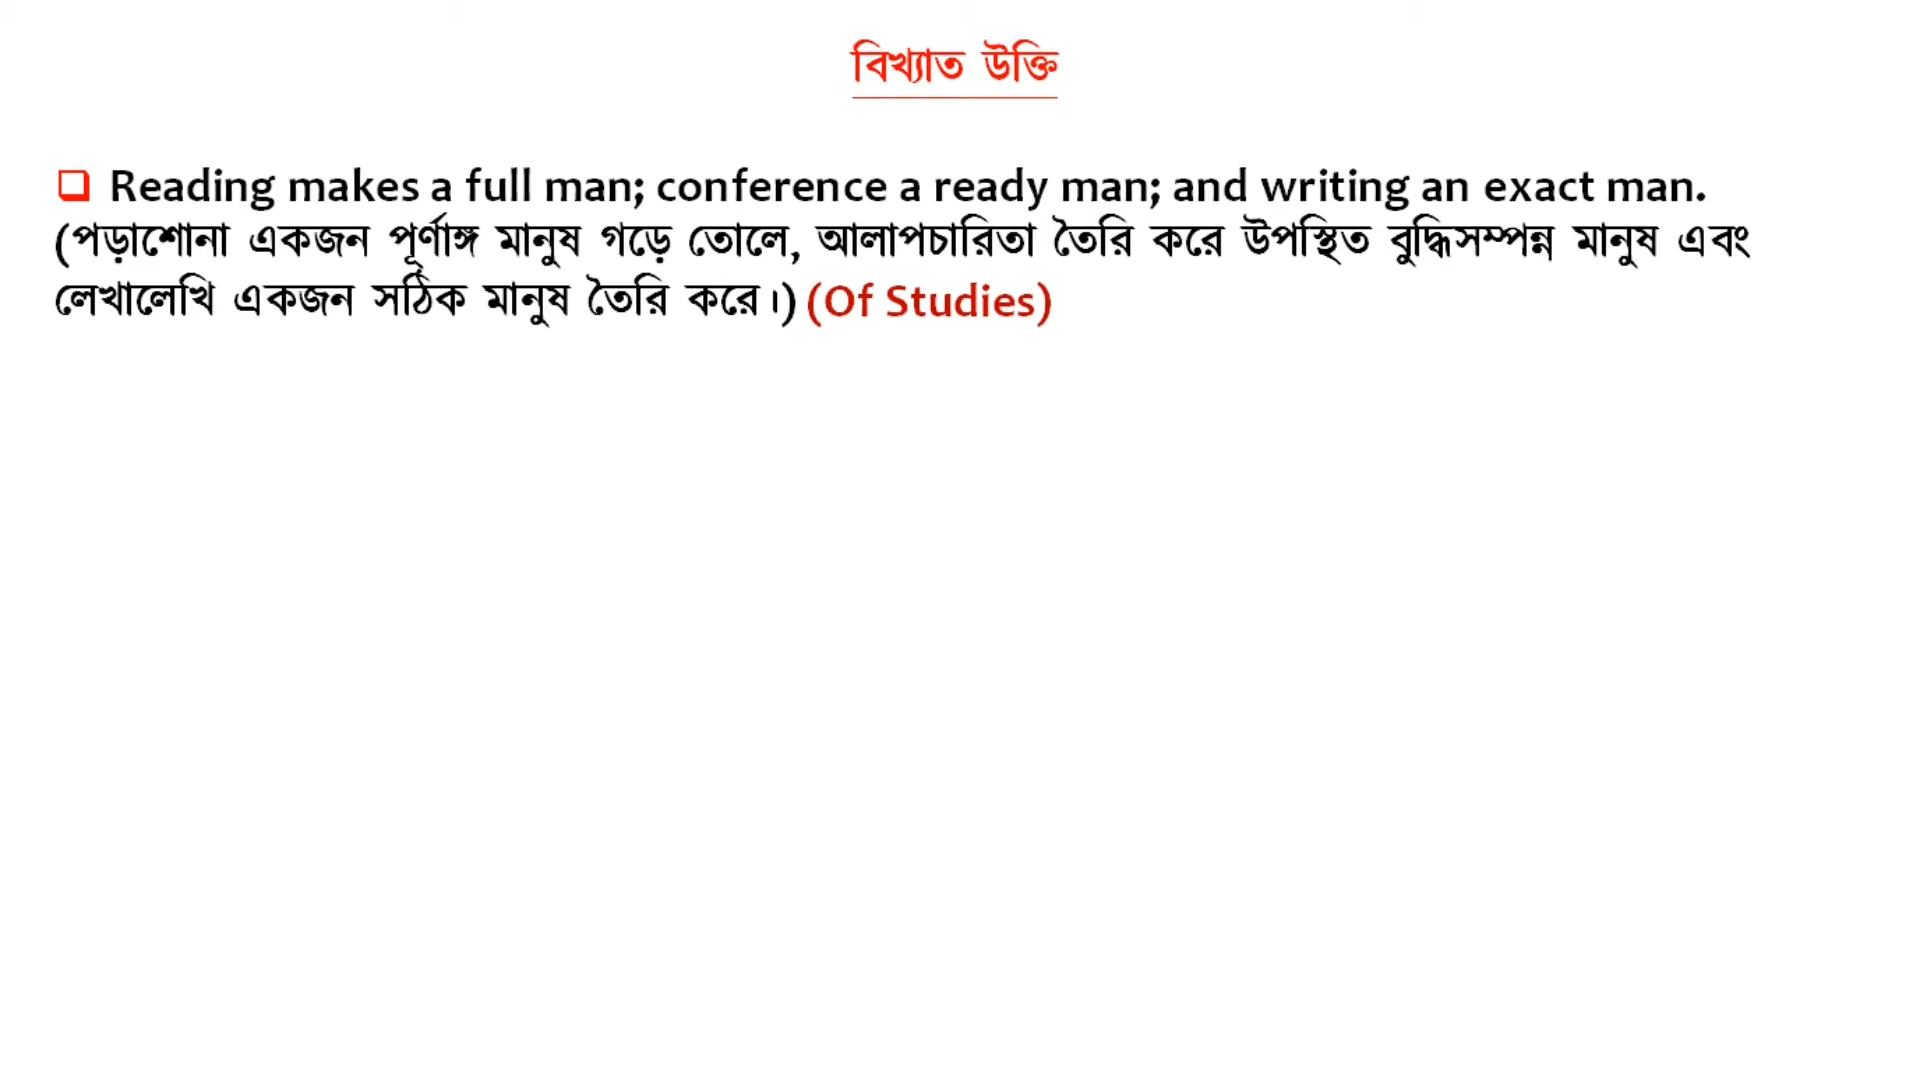 বিখ্যাত উক্তি
❑ Reading makes a full man; conference a ready man; and writing an exact man.
(পড়াশোনা একজন পূর্ণাঙ্গ মানুষ গড়ে তোলে, আলাপচারিতা তৈরি করে উপস্থিত বুদ্ধিসম্পন্ন মানুষ এবং
লেখালেখি একজন সঠিক মানুষ তৈরি করে।) (Of Studies)